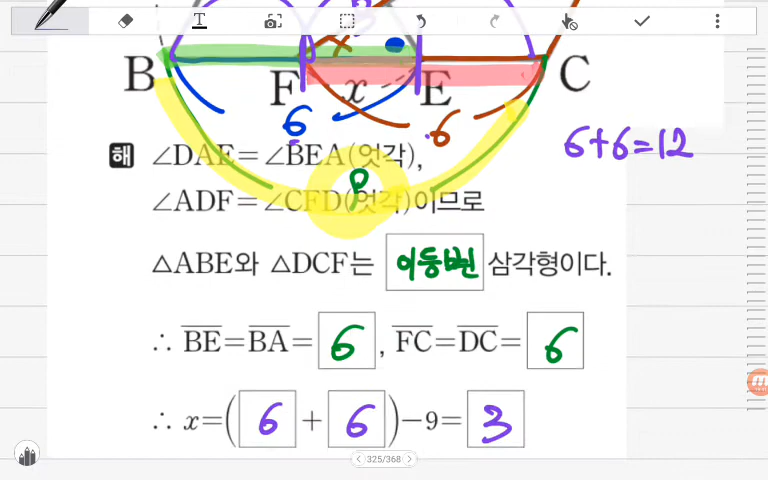 B F x E C
6 6
6+6=12
해 ∠DAE=∠BEA(엇각),
9
∠ADF=∠CFD(엇각)이므로
△ABE와 △DCF는 이등변 삼각형이다.
∴ BE=BA= 6 , FC=DC= 6
∴ x=( 6 + 6 )-9= 3
325/368